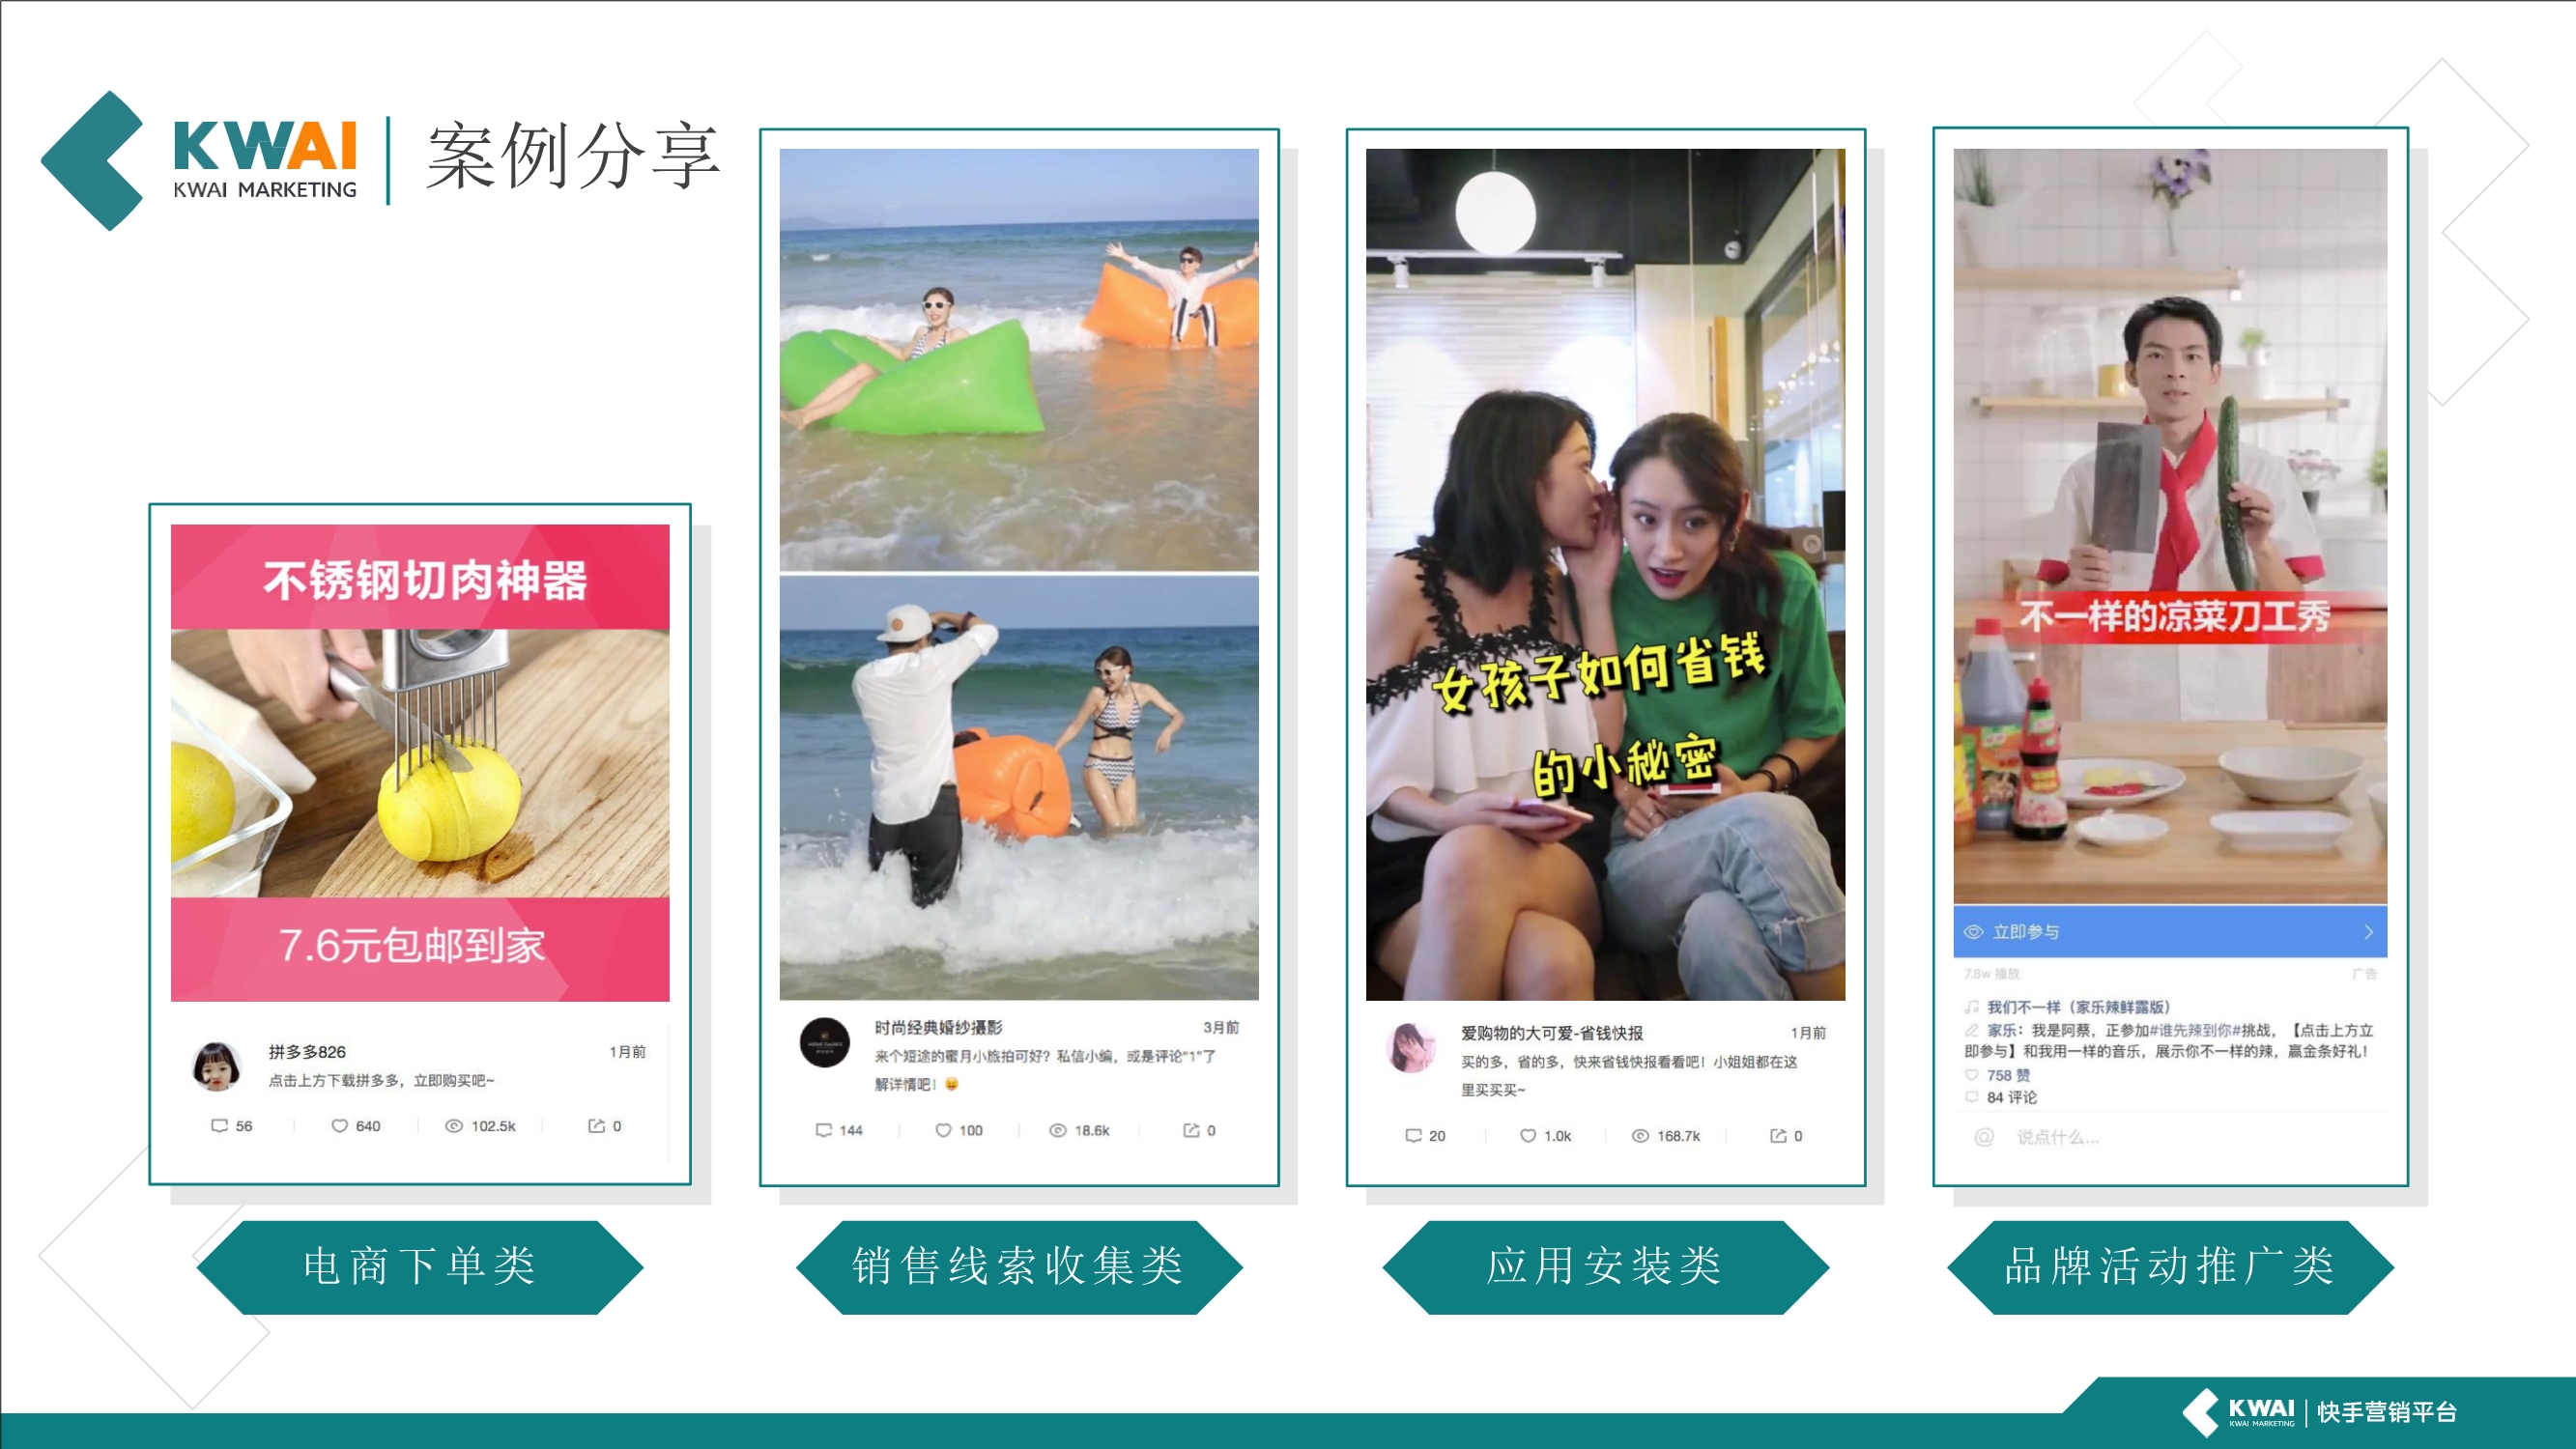 KWAI
KWAI MARKETING
案例分享
不锈钢切肉神器
7.6元包邮到家
拼多多826
1月前
点击上方下载拼多多，立即购买吧~
56
640
102.5k
0
电商下单类
时尚经典婚纱攝影
3月前
来个短途的蜜月小旅拍可好？私信小编，或是评论“1”了
解详情吧！
144
100
18.6k
0
销售线索收集类
女孩子如何省钱
的小秘密
爱购物的大可爱-省钱快报
1月前
买的多，省的多，快来省钱快报看看吧！小姐姐都在这
里买买买~
20
1.0k
168.7k
0
应用安装类
不一样的凉菜刀工秀
立即参与
7.8w 播放
广告
我们不一样（家乐辣鲜露版）
家乐：我是阿蔡，正参加#谁先辣到你#挑战，【点击上方立
即参与】和我用一样的音乐，展示你不一样的辣，赢金条好礼！
758 赞
84 评论
@ 说点什么...
品牌活动推广类
KWAI
KWAI MARKETING
快手营销平台